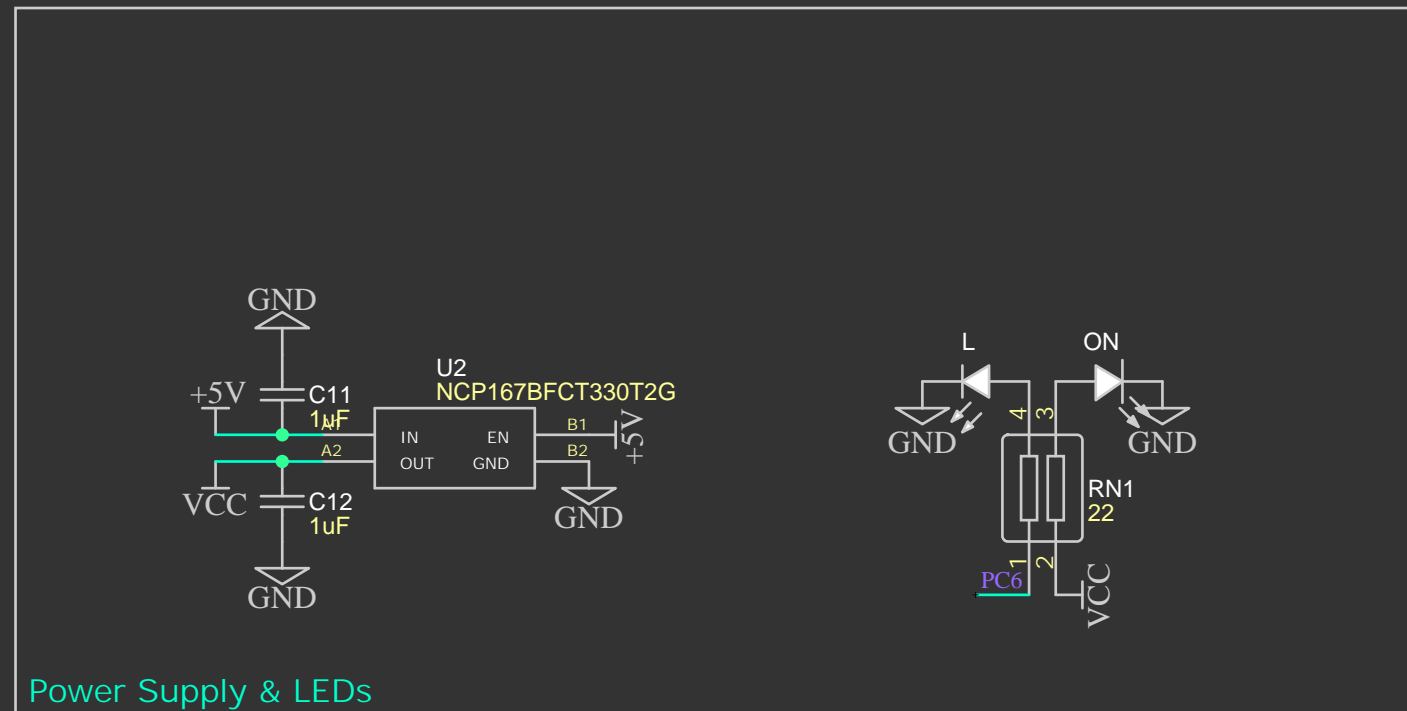 GND
+5V
C11
1uF
A1
A2
VCC
C12
1uF
GND
U2
NCP167BFCT330T2G
IN
EN
OUT
GND
B1
B2
+5V
GND
L
ON
GND
GND
4
3
RN1
22
1
2
PC6
VCC
Power Supply & LEDs